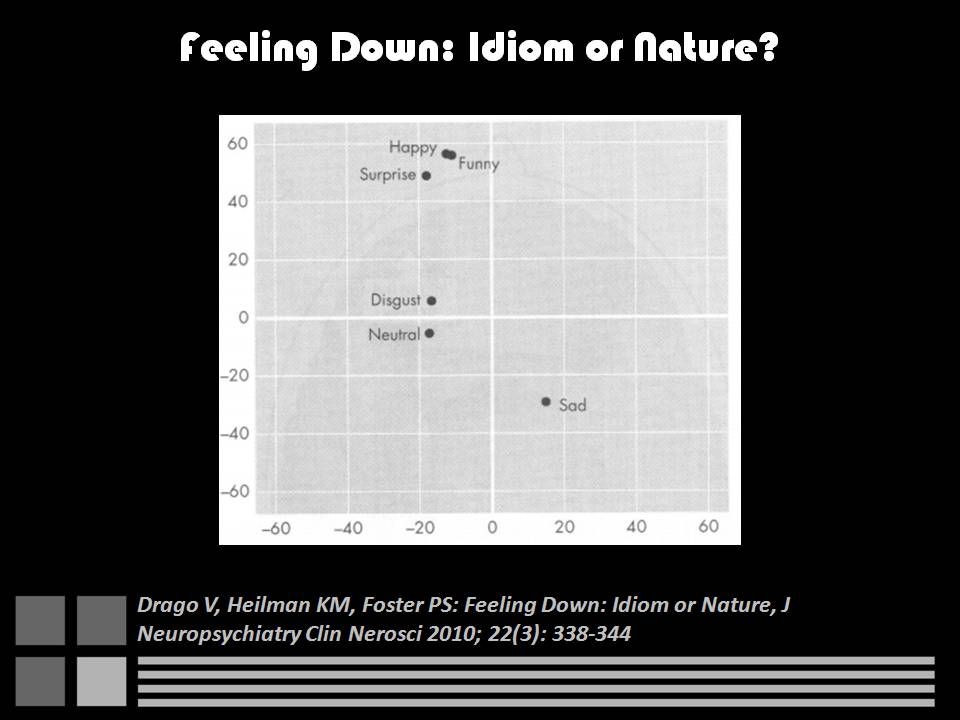 Feeling Down: Idiom or Nature?
60
Happy
Funny
Surprise
40
20
Disgust
0
Neutral
–20
Sad
–40
–60
–60 –40 –20 0 20 40 60
Drago V, Heilman KM, Foster PS: Feeling Down: Idiom or Nature, J
Neuropsychiatry Clin Nerosci 2010; 22(3): 338-344